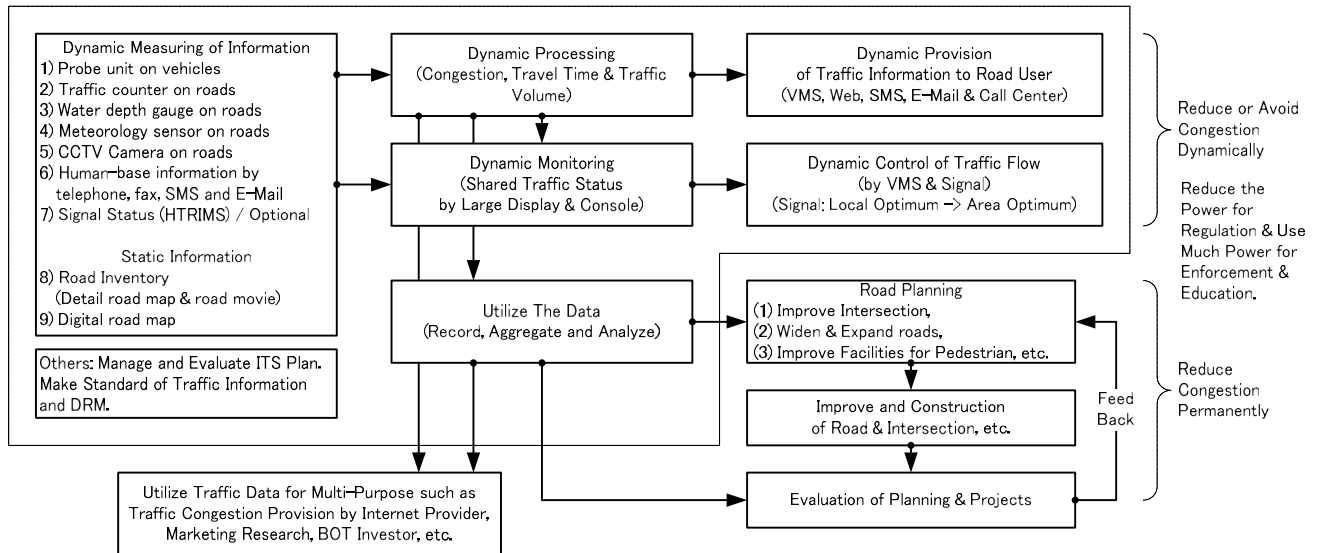 Dynamic Measuring of Information
1) Probe unit on vehicles
2) Traffic counter on roads
3) Water depth gauge on roads
4) Meteorology sensor on roads
5) CCTV Camera on roads
6) Human-base information by
telephone, fax, SMS and E-Mail
7) Signal Status (HTRIMS) / Optional
Static Information
8) Road Inventory
(Detail road map & road movie)
9) Digital road map
Others: Manage and Evaluate ITS Plan.
Make Standard of Traffic Information
and DRM.
Dynamic Processing
(Congestion, Travel Time & Traffic
Volume)
Dynamic Monitoring
(Shared Traffic Status
by Large Display & Console)
Utilize The Data
(Record, Aggregate and Analyze)
Utilize Traffic Data for Multi-Purpose such as
Traffic Congestion Provision by Internet Provider,
Marketing Research, BOT Investor, etc.
Dynamic Provision
of Traffic Information to Road User
(VMS, Web, SMS, E-Mail & Call Center)
Dynamic Control of Traffic Flow
(by VMS & Signal)
(Signal: Local Optimum -> Area Optimum)
Road Planning
(1) Improve Intersection,
(2) Widen & Expand roads,
(3) Improve Facilities for Pedestrian, etc.
Improve and Construction
of Road & Intersection, etc.
Evaluation of Planning & Projects
Feed
Back
Reduce or Avoid
Congestion
Dynamically
Reduce the
Power for
Regulation & Use
Much Power for
Enforcement &
Education.
Reduce
Congestion
Permanently